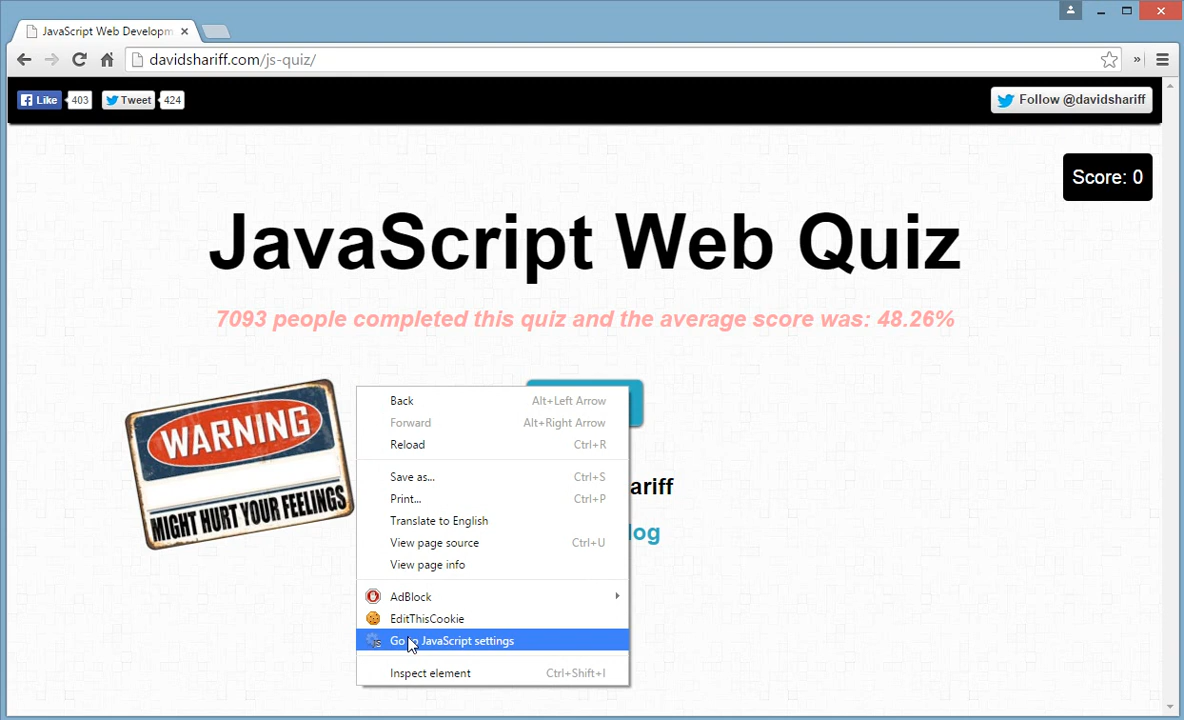 JavaScript Web Developm
davidshariff.com/js-quiz/
Like 403 Tweet 424
Follow @davidshariff
Score: 0
JavaScript Web Quiz
7093 people completed this quiz and the average score was: 48.26%
WARNING
MIGHT HURT YOUR FEELINGS
Back Alt+Left Arrow
Forward Alt+Right Arrow
Reload Ctrl+R
Save as... Ctrl+S
Print... Ctrl+P
Translate to English
View page source Ctrl+U
View page info
AdBlock
EditThisCookie
Go to JavaScript settings
Inspect element Ctrl+Shift+I
ariff
log